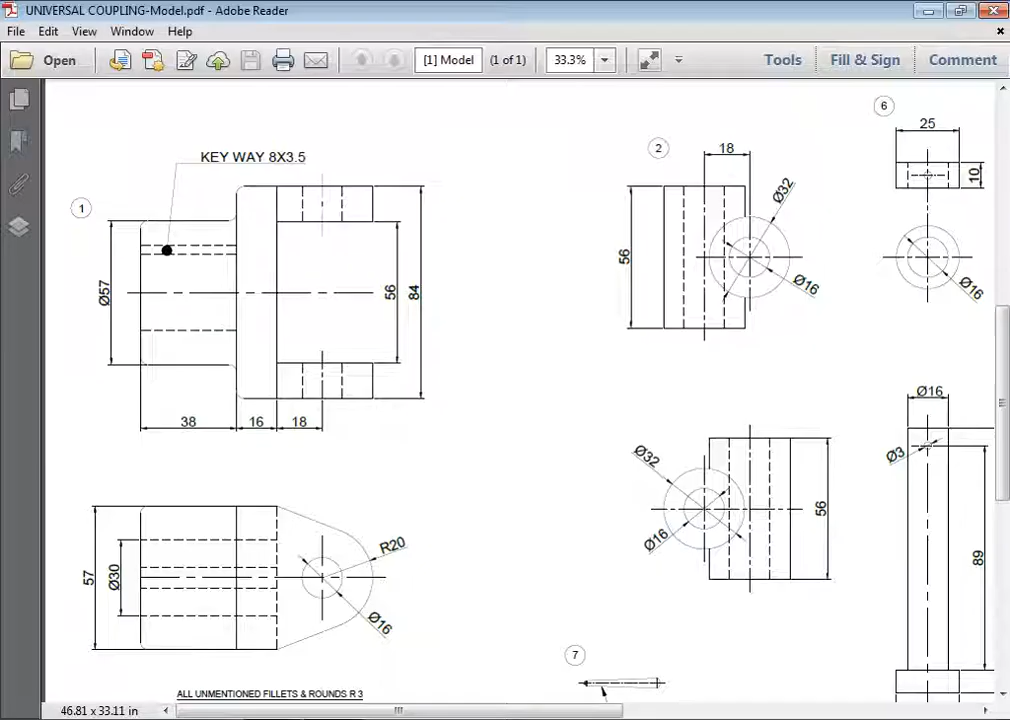 UNIVERSAL COUPLING-Model.pdf - Adobe Reader
File Edit View Window Help
Open [1] Model (1 of 1) 33.3% Tools Fill & Sign Comment
6
25
10
Ø16
KEY WAY 8X3.5
1
Ø57
56
84
38 16 18
2
18
Ø32
56
Ø16
Ø16
Ø3
89
Ø32
Ø16
56
57
Ø30
R20
Ø16
7
ALL UNMENTIONED FILLETS & ROUNDS R 3
46.81 x 33.11 in